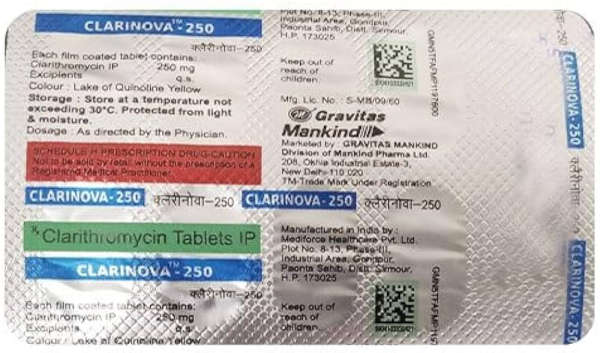 CLARINOVA™-250
क्लैरीनोवा-250
Each film coated tablet contains:
Clarithromycin IP 250 mg
Excipients q.s.
Colour : Lake of Quinoline Yellow
Storage : Store at a temperature not
exceeding 30°C. Protected from light
& moisture.
Dosage : As directed by the Physician.
SCHEDULE H PRESCRIPTION DRUG-CAUTION
Not to be sold by retail without the prescription of a
Registered Medical Practitioner.
Plot No. 8-13, Phase-III,
Industrial Area, Gondpur,
Paonta Sahib, Distt. Sirmour,
H.P. 173025
Keep out of
reach of
children.
Mfg. Lic. No. :
Gravitas
Mankind
Marketed by : GRAVITAS MANKIND
Division of Mankind Pharma Ltd.
208, Okhla Industrial Estate-3,
New Delhi-110 020
TM-Trade Mark Under Registration
CLARINOVA-250 क्लैरीनोवा-250 CLARINOVA-250 क्लैरीनोवा-250
Rx Clarithromycin Tablets IP
CLARINOVA™-250
क्लैरीनोवा-250
Each film coated tablet contains:
Clarithromycin IP 250 mg
Excipients q.s.
Colour : Lake of Quinoline Yellow
Manufactured in India by :
Mediforce Healthcare Pvt. Ltd.
Plot No. 8-13, Phase-III,
Industrial Area, Gondpur,
Paonta Sahib, Distt. Sirmour,
H.P. 173025
Keep out of
reach of
children.
CLARINOVA-250
क्लैरीनोवा-250
CLARINOVA-250